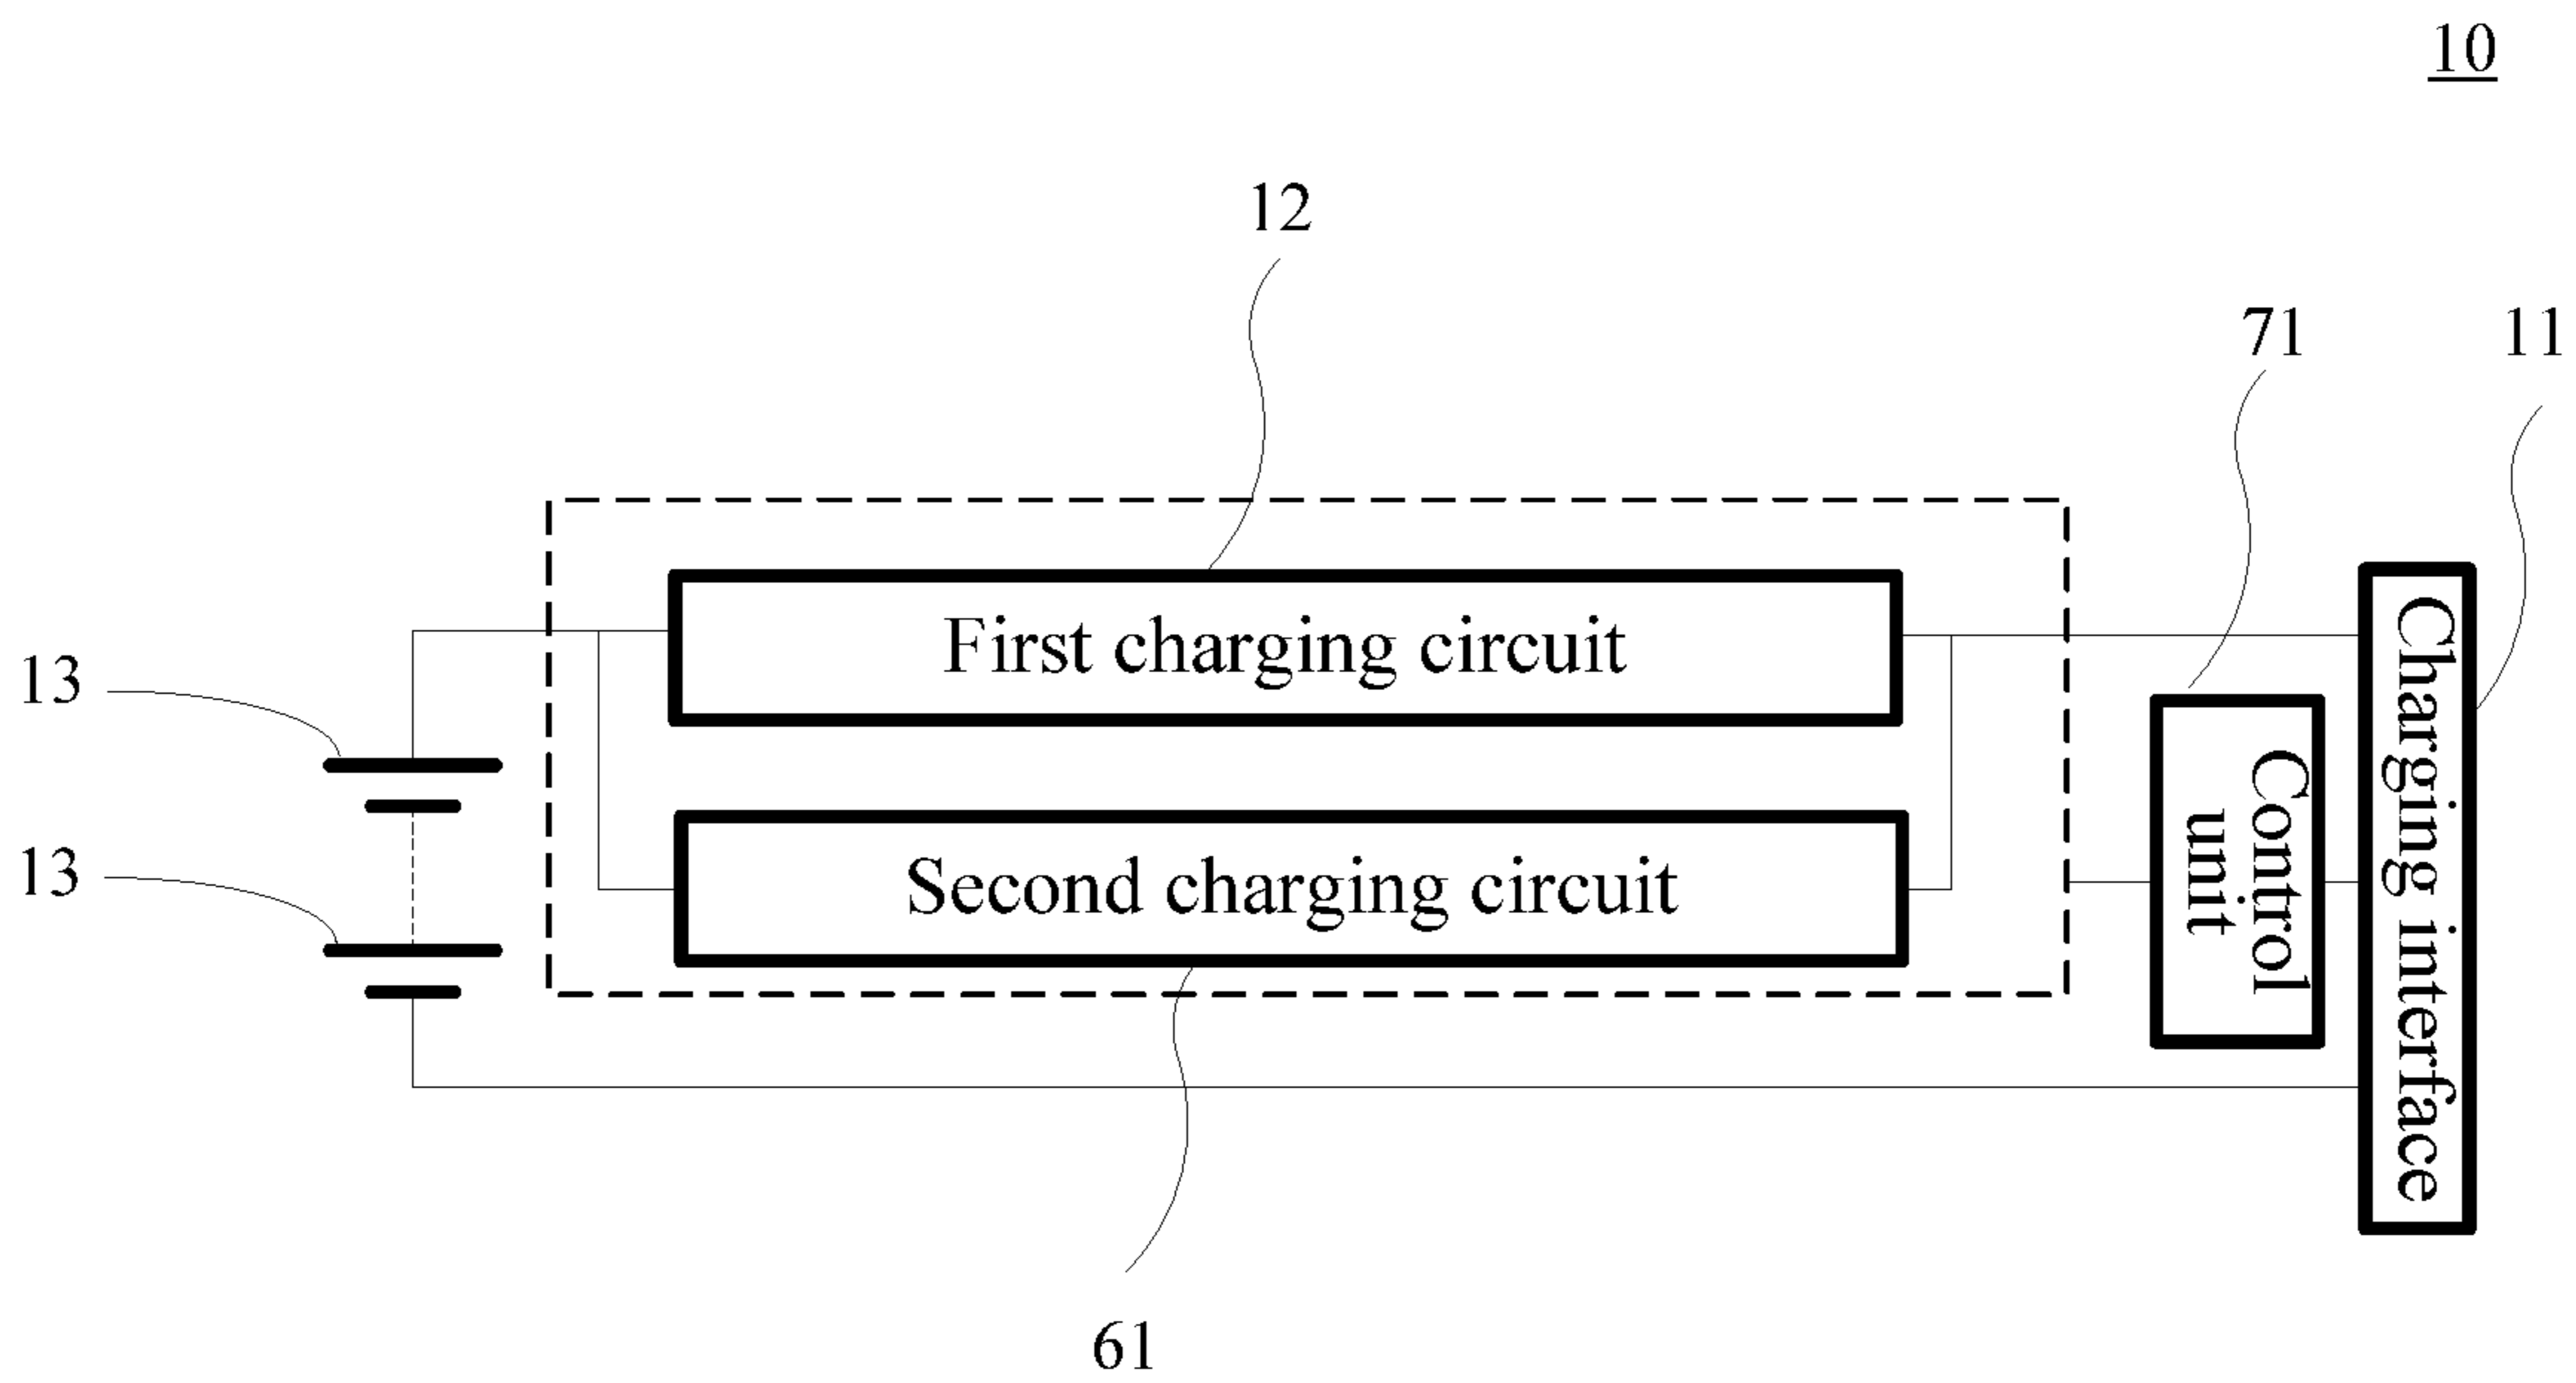 10
12
71
11
First charging circuit
13
Second charging circuit
13
Control
unit
Charging interface
61